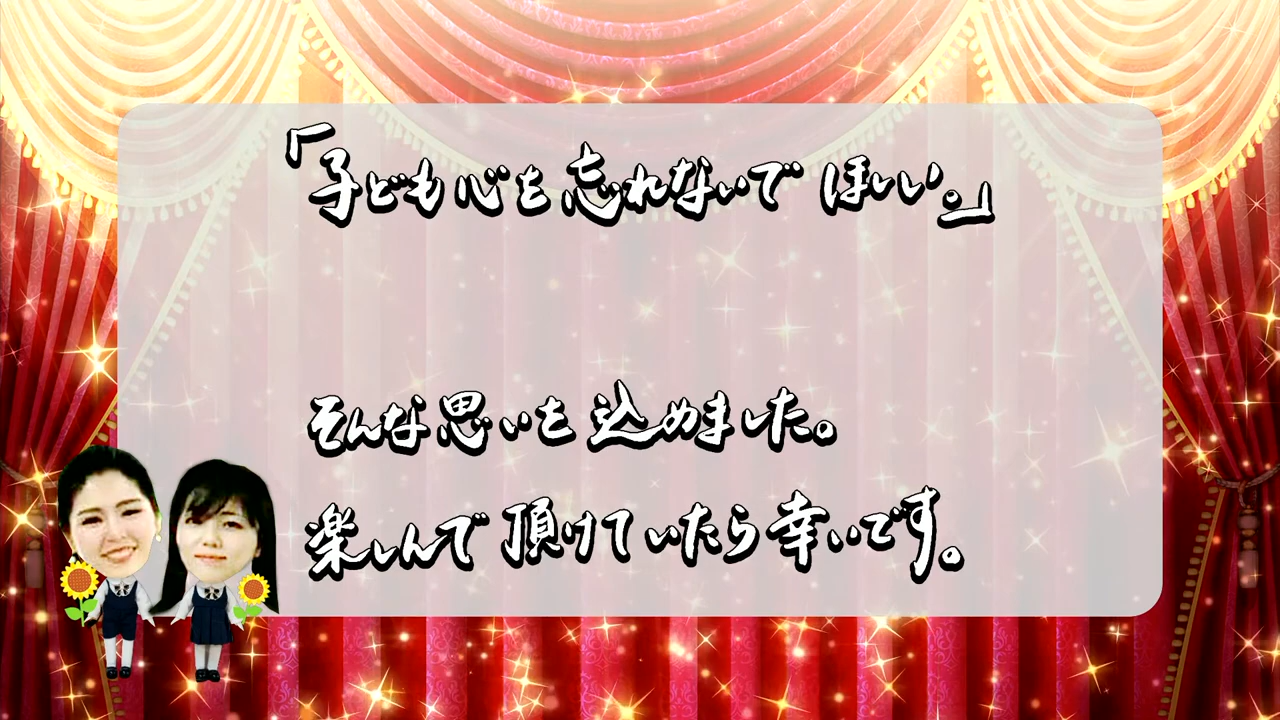 「子ども心を忘れないでほしい。」
そんな思いを込めました。
楽しんで頂けていたら幸いです。